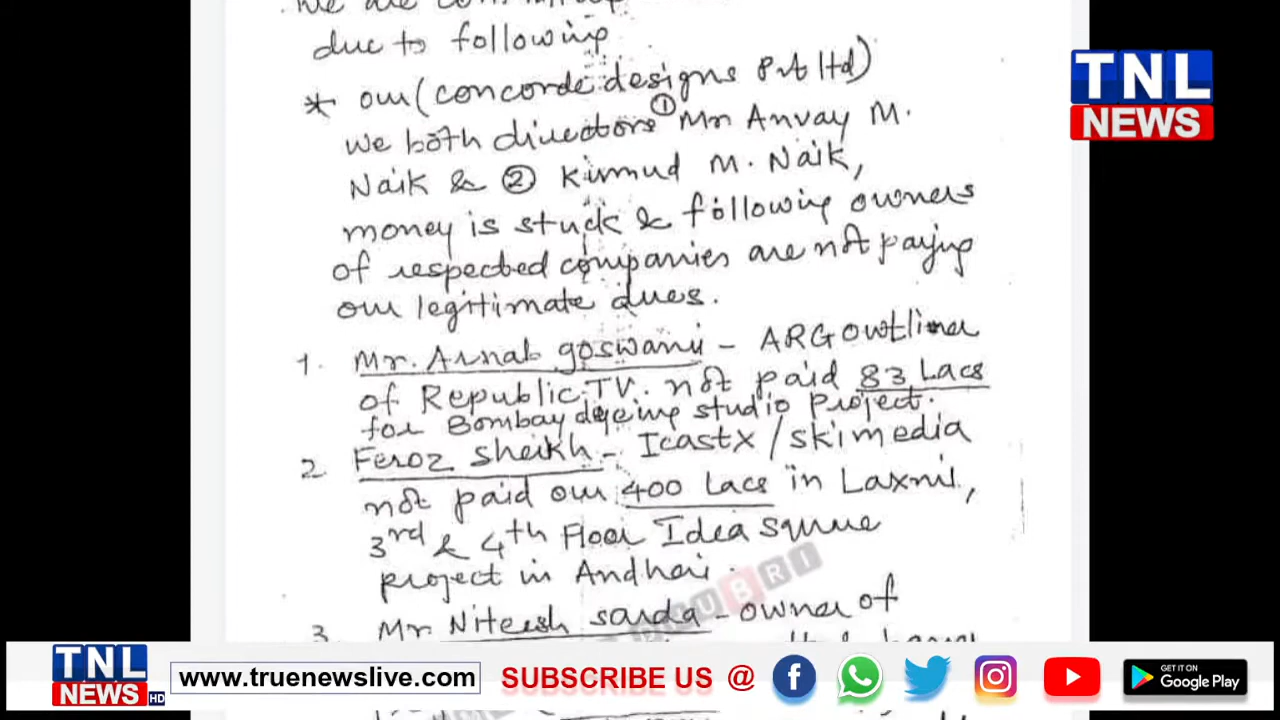 We are
due to following
* our (concorde designs Pvt ltd)
we both directors ① Mr Anvay M.
Naik & ② Kumud M. Naik,
money is stuck & following owners
of respected companies are not paying
our legitimate dues.
1. Mr. Arnab goswami - ARG Outlier
of Republic TV. not paid 83 Lacs
for Bombay dyeing studio Project.
2 Feroz Sheikh - Icastx / skimedia
not paid our 400 Lacs in Laxmi,
3rd & 4th Floor Idea Square
project in Andheri.
3 Mr Niteish sarda - owner of
TNL
NEWS
TNL
NEWS HD
www.truenewslive.com
SUBSCRIBE US @
GET IT ON
Google Play